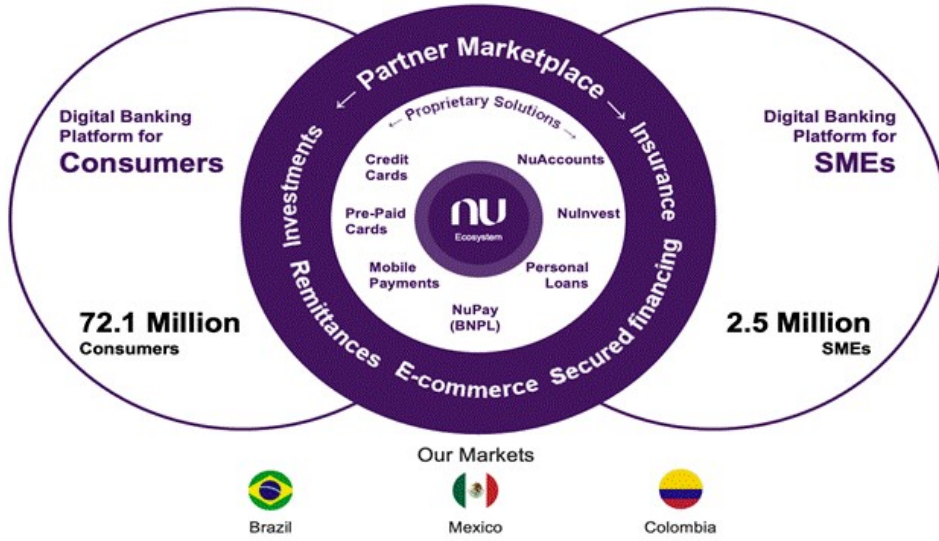 ← Partner Marketplace →
Investments
Insurance
Remittances
E-commerce
Secured financing
← Proprietary Solutions →
Digital Banking
Platform for
Consumers
72.1 Million
Consumers
Credit
Cards
Pre-Paid
Cards
Mobile
Payments
NuPay
(BNPL)
nu
Ecosystem
NuAccounts
NuInvest
Personal
Loans
Digital Banking
Platform for
SMEs
2.5 Million
SMEs
Our Markets
Brazil
Mexico
Colombia